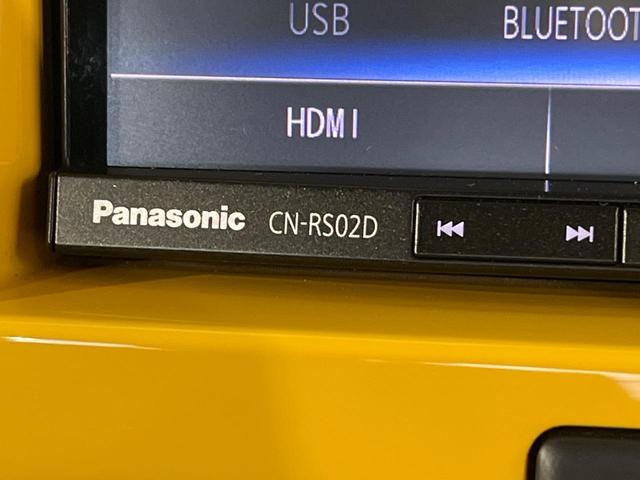 USB BLUETOOT
HDMI
Panasonic CN-RS02D